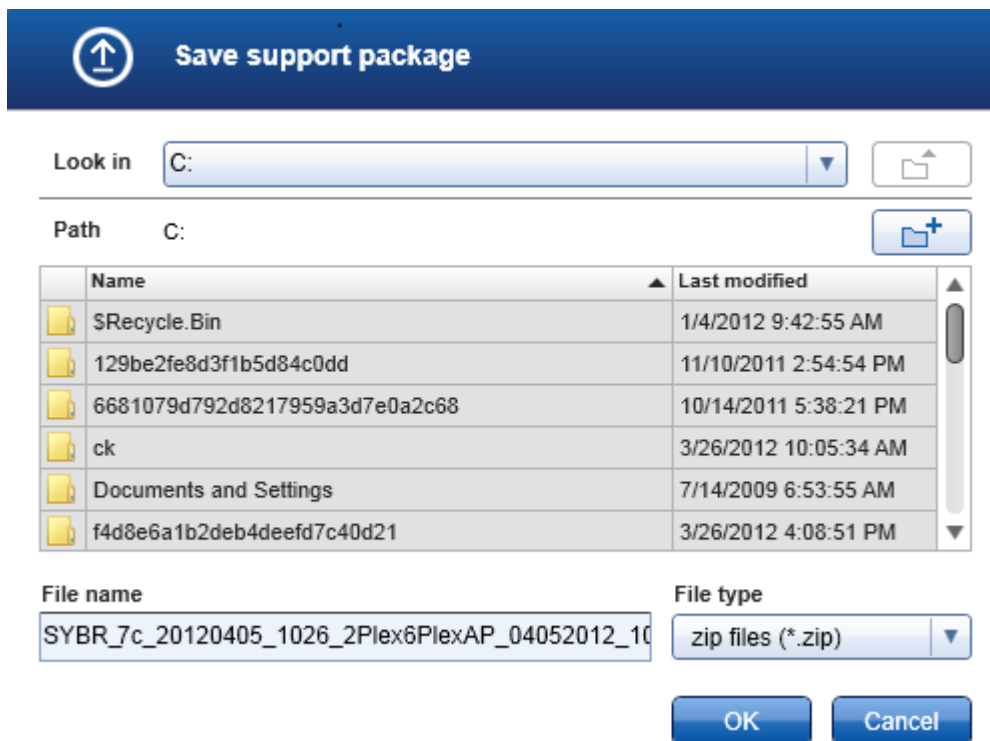 Save support package
Look in C:
Path C:
Name Last modified
$Recycle.Bin 1/4/2012 9:42:55 AM
129be2fe8d3f1b5d84c0dd 11/10/2011 2:54:54 PM
6681079d792d8217959a3d7e0a2c68 10/14/2011 5:38:21 PM
ck 3/26/2012 10:05:34 AM
Documents and Settings 7/14/2009 6:53:55 AM
f4d8e6a1b2deb4deefd7c40d21 3/26/2012 4:08:51 PM
File name File type
SYBR_7c_20120405_1026_2Plex6PlexAP_04052012_10 zip files (*.zip)
OK Cancel